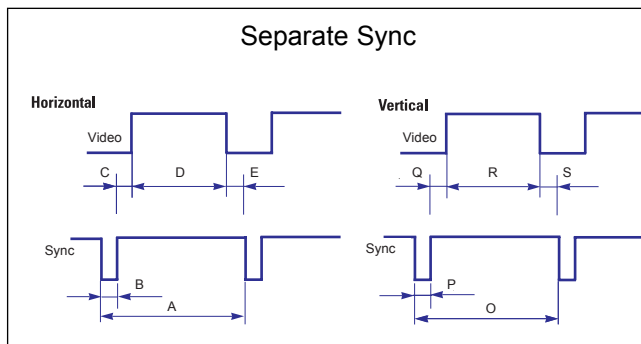 Separate Sync
Horizontal
Video
C D E
Sync
B
A
Vertical
Video
Q R S
Sync
P
O